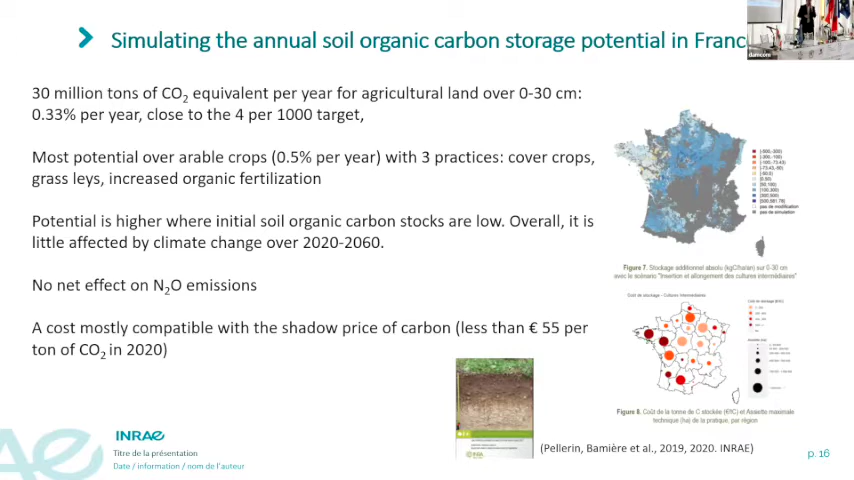 Simulating the annual soil organic carbon storage potential in Franc
damcom
30 million tons of CO2 equivalent per year for agricultural land over 0-30 cm:
0.33% per year, close to the 4 per 1000 target,
Most potential over arable crops (0.5% per year) with 3 practices: cover crops,
grass leys, increased organic fertilization
Potential is higher where initial soil organic carbon stocks are low. Overall, it is
little affected by climate change over 2020-2060.
No net effect on N2O emissions
A cost mostly compatible with the shadow price of carbon (less than € 55 per
ton of CO2 in 2020)
pas de modification
pas de simulation
Figure 7. Stockage additionnel absolu (kgC/ha/an) sur 0-30 cm
avec le scénario "Insertion et allongement des cultures intermédiaires"
Coût de stockage - Cultures Intermédiaires
Figure 8. Coût de la tonne de C stockée (€/tC) et Assiette maximale
technique (ha) de la pratique, par région
(Pellerin, Bamière et al., 2019, 2020. INRAE)
INRAE
Titre de la présentation
Date / information / nom de l'auteur
p. 16